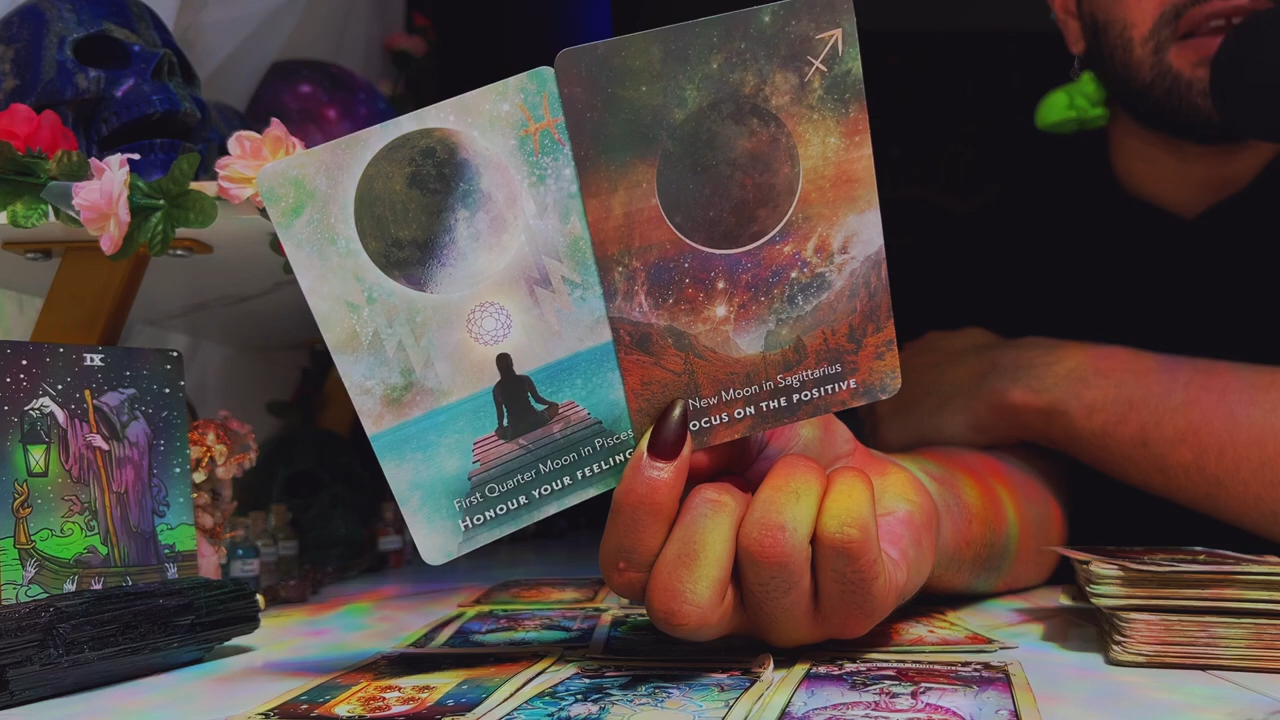 IX
First Quarter Moon in Pisces
HONOUR YOUR FEELING
New Moon in Sagittarius
OCUS ON THE POSITIVE